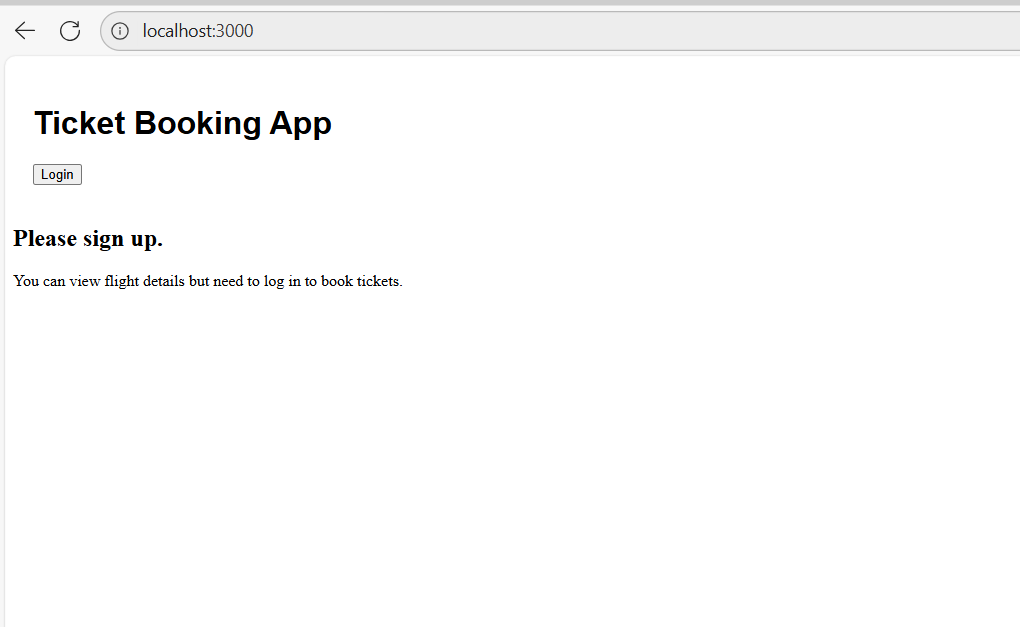 localhost:3000
Ticket Booking App
Login
Please sign up.
You can view flight details but need to log in to book tickets.